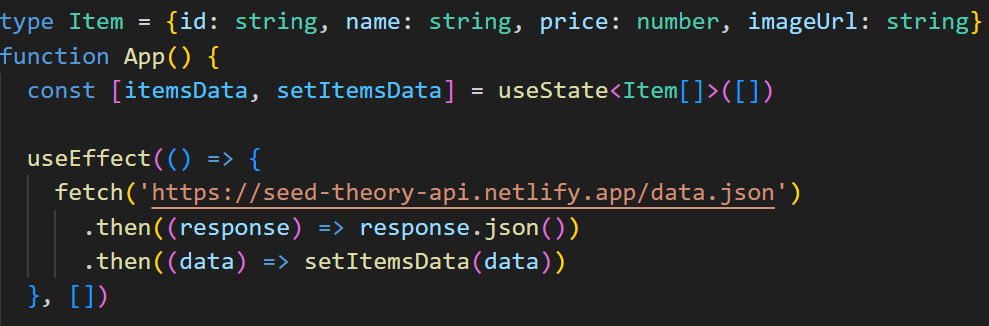 type Item = {id: string, name: string, price: number, imageUrl: string}
function App() {
  const [itemsData, setItemsData] = useState<Item[]>([])

  useEffect(() => {
    fetch('https://seed-theory-api.netlify.app/data.json')
      .then((response) => response.json())
      .then((data) => setItemsData(data))
  }, [])